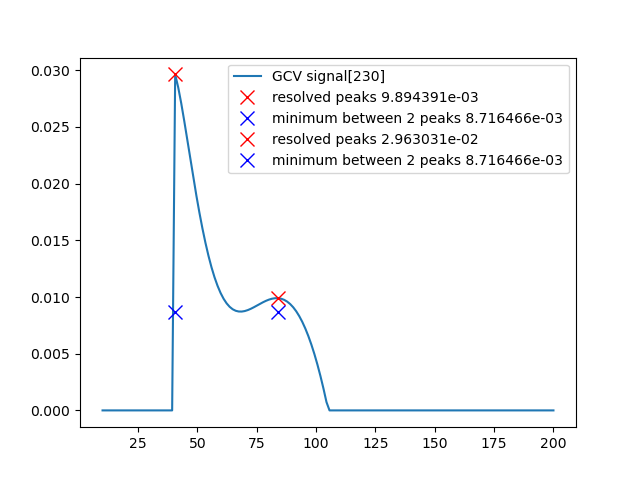 GCV signal[230]
resolved peaks 9.894391e-03
minimum between 2 peaks 8.716466e-03
resolved peaks 2.963031e-02
minimum between 2 peaks 8.716466e-03
0.030
0.025
0.020
0.015
0.010
0.005
0.000
25 50 75 100 125 150 175 200